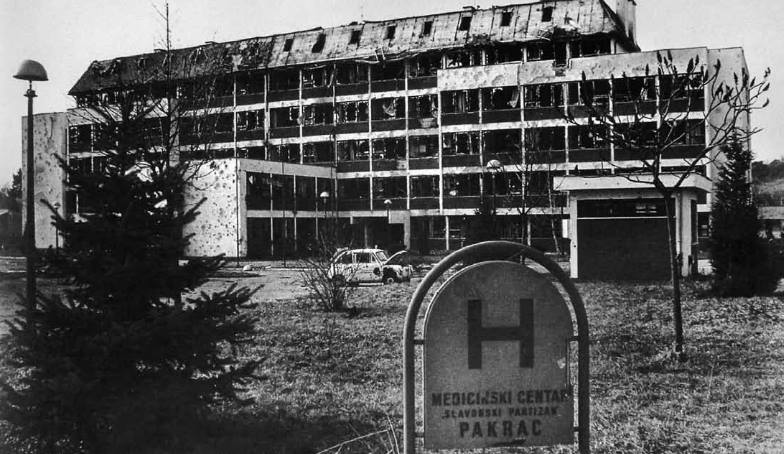 H
MEDICINSKI CENTAR
„SLAVONSKI PARTIZAN"
PAKRAC